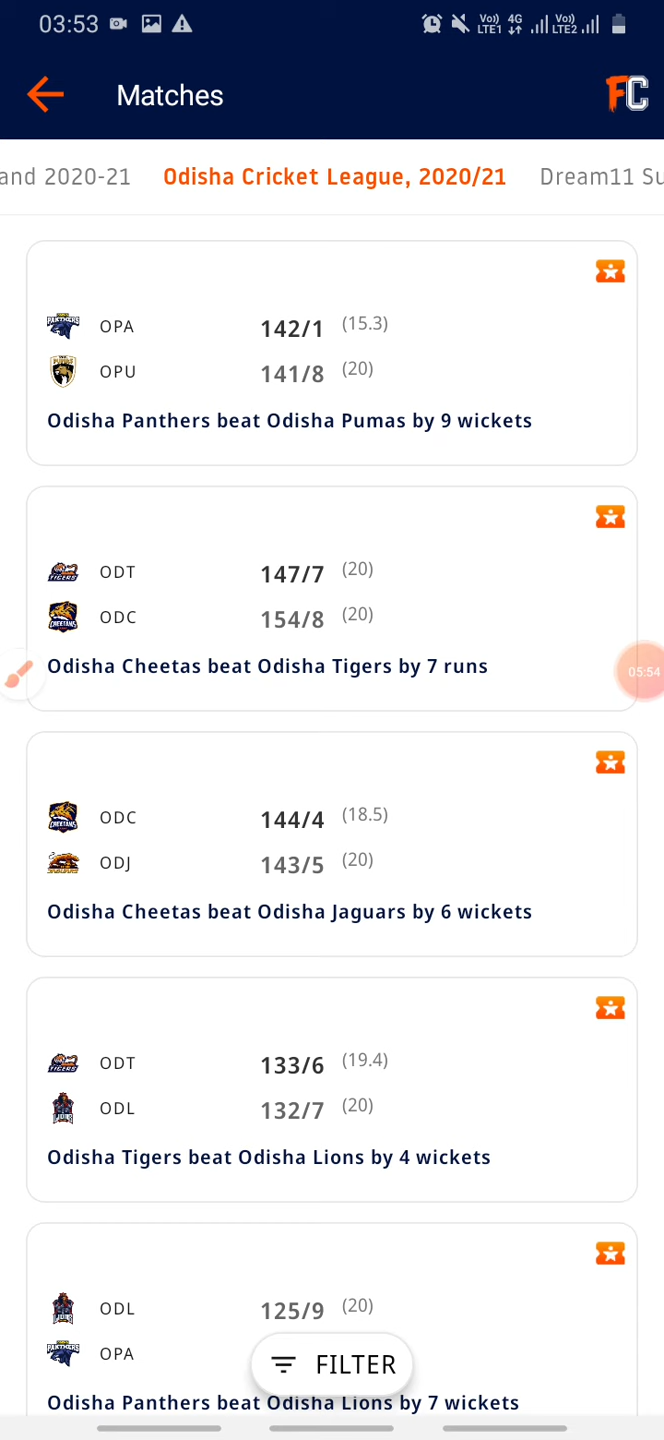 03:53 Vo) LTE1 4G Vo) LTE2
Matches FC
and 2020-21 Odisha Cricket League, 2020/21 Dream11 Su
OPA 142/1 (15.3)
OPU 141/8 (20)
Odisha Panthers beat Odisha Pumas by 9 wickets
ODT 147/7 (20)
ODC 154/8 (20)
Odisha Cheetas beat Odisha Tigers by 7 runs
05:54
ODC 144/4 (18.5)
ODJ 143/5 (20)
Odisha Cheetas beat Odisha Jaguars by 6 wickets
ODT 133/6 (19.4)
ODL 132/7 (20)
Odisha Tigers beat Odisha Lions by 4 wickets
ODL 125/9 (20)
OPA
FILTER
Odisha Panthers beat Odisha Lions by 7 wickets